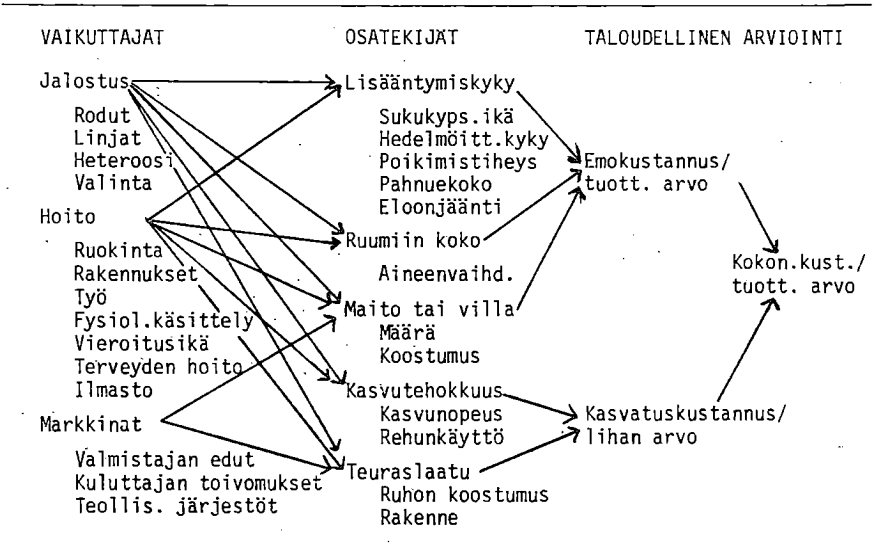 VAIKUTTAJAT
Jalostus
Rodut
Linjat
Heteroosi
Valinta
Hoito
Ruokinta
Rakennukset
Työ
Fysiol.käsittely
Vieroitusikä
Terveyden hoito
Ilmasto
Markkinat
Valmistajan edut
Kuluttajan toivomukset
Teollis. järjestöt
OSATEKIJÄT
Lisääntymiskyky
Sukukyps.ikä
Hedelmöitt.kyky
Poikimistiheys
Pahnuekoko
Eloonjäänti
Ruumiin koko
Aineenvaihd.
Maito tai villa
Määrä
Koostumus
Kasvutehokkuus
Kasvunopeus
Rehunkäyttö
Teuraslaatu
Ruhon koostumus
Rakenne
TALOUDELLINEN ARVIOINTI
Emokustannus/
tuott. arvo
Kasvatuskustannus/
lihan arvo
Kokon.kust./
tuott. arvo